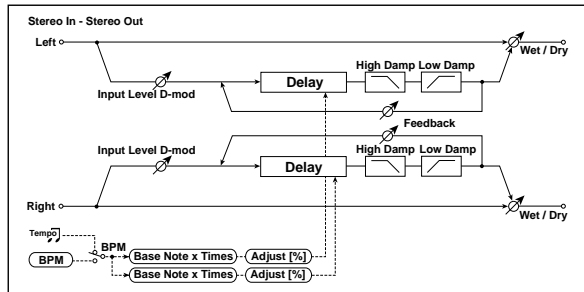 Stereo In - Stereo Out
Left
Wet / Dry
High Damp Low Damp
Input Level D-mod
Delay
Feedback
Input Level D-mod
High Damp Low Damp
Delay
Right
Wet / Dry
Tempo
BPM
BPM
Base Note x Times
Adjust [%]
Base Note x Times
Adjust [%]